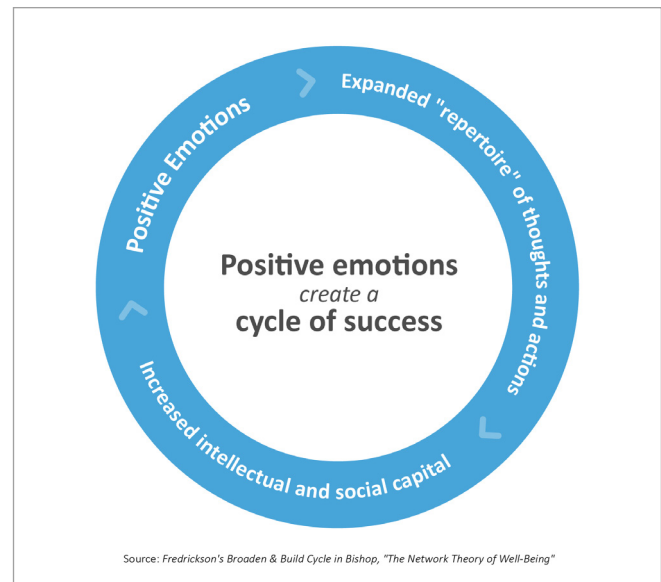 Positive Emotions
Expanded "repertoire" of thoughts and actions
Increased intellectual and social capital
Positive emotions
create a
cycle of success
Source: Fredrickson's Broaden & Build Cycle in Bishop, "The Network Theory of Well-Being"